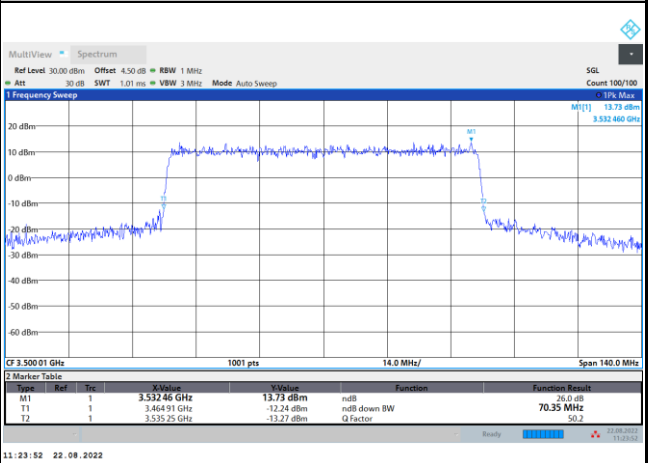 MultiView Spectrum
Ref Level 30.00 dBm Offset 4.50 dB RBW 1 MHz SGL
Att 30 dB SWT 1.01 ms VBW 3 MHz Mode Auto Sweep Count 100/100
1 Frequency Sweep 1Pk Max
M1[1] 13.73 dBm
3.532 460 GHz
M1
20 dBm
10 dBm
0 dBm
-10 dBm
-20 dBm
-30 dBm
-40 dBm
-50 dBm
-60 dBm
CF 3.500 01 GHz 1001 pts 14.0 MHz/ Span 140.0 MHz
2 Marker Table
Type Ref Trc X-Value Y-Value Function Function Result
M1 1 3.532 46 GHz 13.73 dBm ndB 26.0 dB
T1 1 3.464 91 GHz -12.24 dBm ndB down BW 70.35 MHz
T2 1 3.535 25 GHz -13.27 dBm Q Factor 50.2
Ready 22.08.2022
11:23:52
11:23:52 22.08.2022